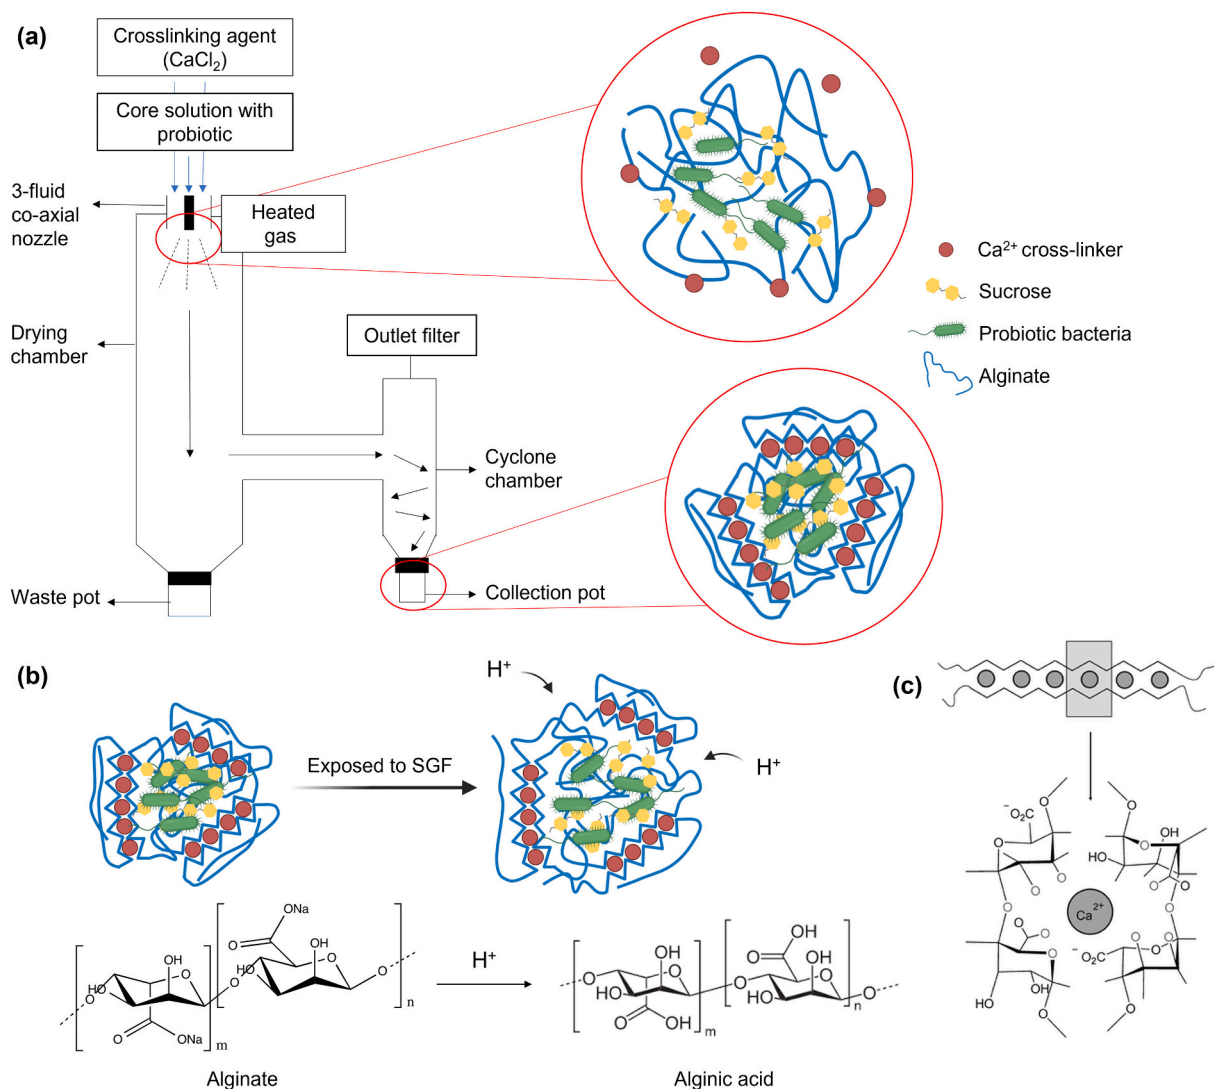 (a)
Crosslinking agent
(CaCl₂)
Core solution with
probiotic
3-fluid
co-axial
nozzle
Heated
gas
Drying
chamber
Outlet filter
Cyclone
chamber
Waste pot
Collection pot
Ca²⁺ cross-linker
Sucrose
Probiotic bacteria
Alginate
(b)
H⁺
H⁺
Exposed to SGF
ONa
O
OH
O
HO
O
n
O
HO
OH
O
O
ONa
m
Alginate
H⁺
O
OH
O
OH
O
HO
O
n
O
HO
OH
O
O
OH
m
Alginic acid
(c)
O
⁻O₂C
O
O
O
O
O
OH
HO
O
O
O
O
Ca²⁺
O
O
O
O
HO
OH
O
⁻O₂C
O
O
O